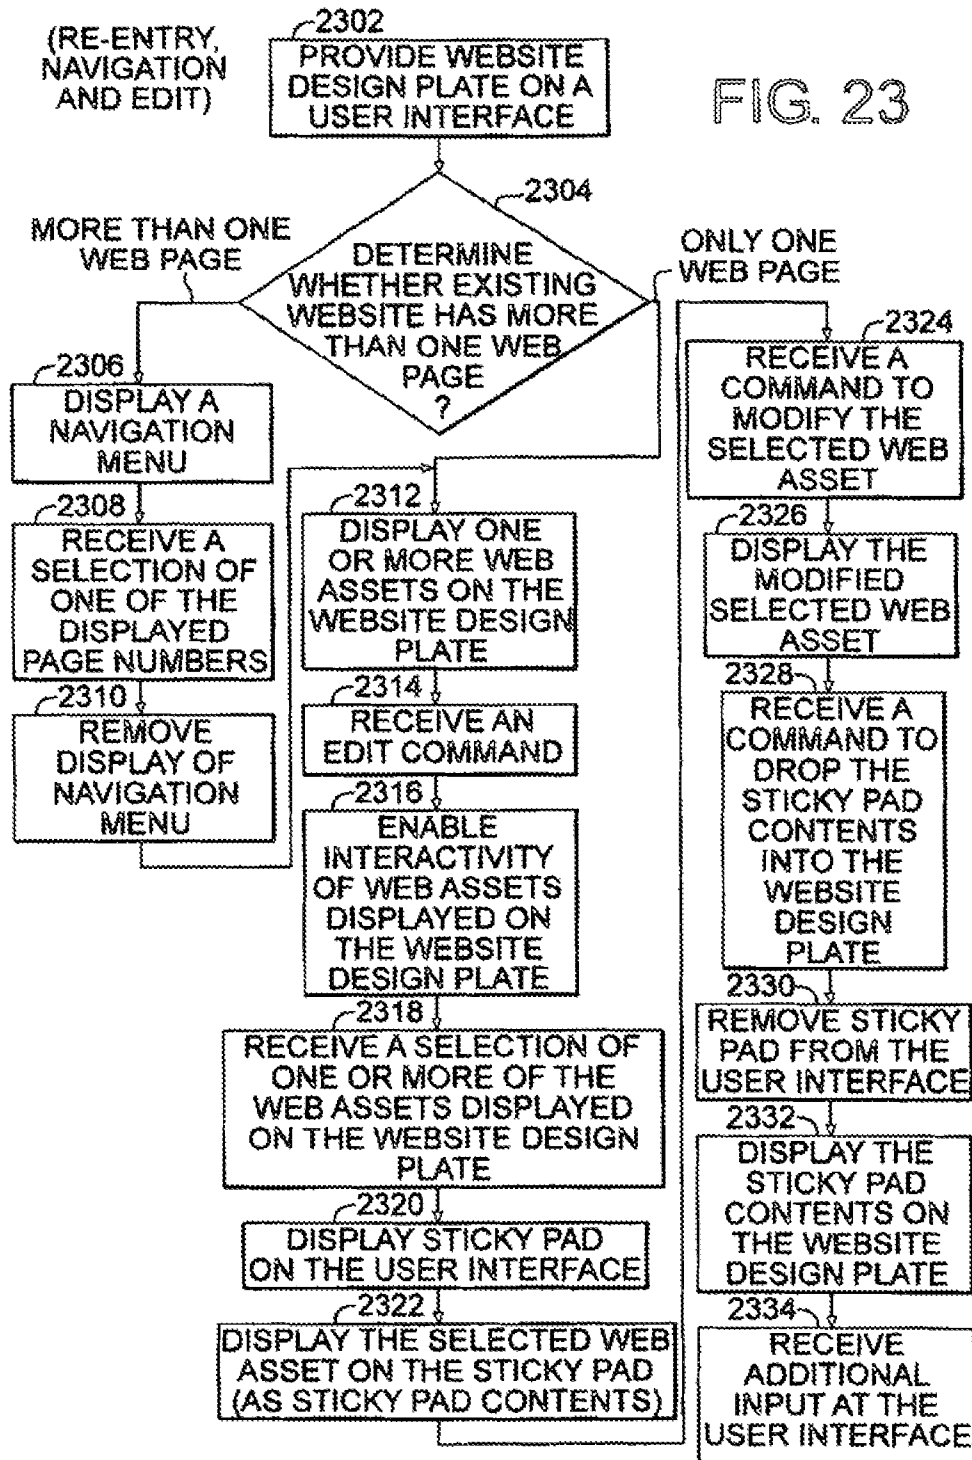 (RE-ENTRY,
NAVIGATION
AND EDIT)
FIG. 23
2302
PROVIDE WEBSITE
DESIGN PLATE ON A
USER INTERFACE
2304
DETERMINE
WHETHER EXISTING
WEBSITE HAS MORE
THAN ONE WEB
PAGE
?
MORE THAN ONE
WEB PAGE
ONLY ONE
WEB PAGE
2306
DISPLAY A
NAVIGATION
MENU
2308
RECEIVE A
SELECTION OF
ONE OF THE
DISPLAYED
PAGE NUMBERS
2310
REMOVE
DISPLAY OF
NAVIGATION
MENU
2312
DISPLAY ONE
OR MORE WEB
ASSETS ON THE
WEBSITE DESIGN
PLATE
2314
RECEIVE AN
EDIT COMMAND
2316
ENABLE
INTERACTIVITY
OF WEB ASSETS
DISPLAYED ON
THE WEBSITE
DESIGN PLATE
2318
RECEIVE A SELECTION OF
ONE OR MORE OF THE
WEB ASSETS DISPLAYED
ON THE WEBSITE DESIGN
PLATE
2320
DISPLAY STICKY PAD
ON THE USER INTERFACE
2322
DISPLAY THE SELECTED WEB
ASSET ON THE STICKY PAD
(AS STICKY PAD CONTENTS)
2324
RECEIVE A
COMMAND TO
MODIFY THE
SELECTED WEB
ASSET
2326
DISPLAY THE
MODIFIED
SELECTED WEB
ASSET
2328
RECEIVE A
COMMAND TO
DROP THE
STICKY PAD
CONTENTS
INTO THE
WEBSITE
DESIGN
PLATE
2330
REMOVE STICKY
PAD FROM THE
USER INTERFACE
2332
DISPLAY THE
STICKY PAD
CONTENTS ON
THE WEBSITE
DESIGN PLATE
2334
RECEIVE
ADDITIONAL
INPUT AT THE
USER INTERFACE